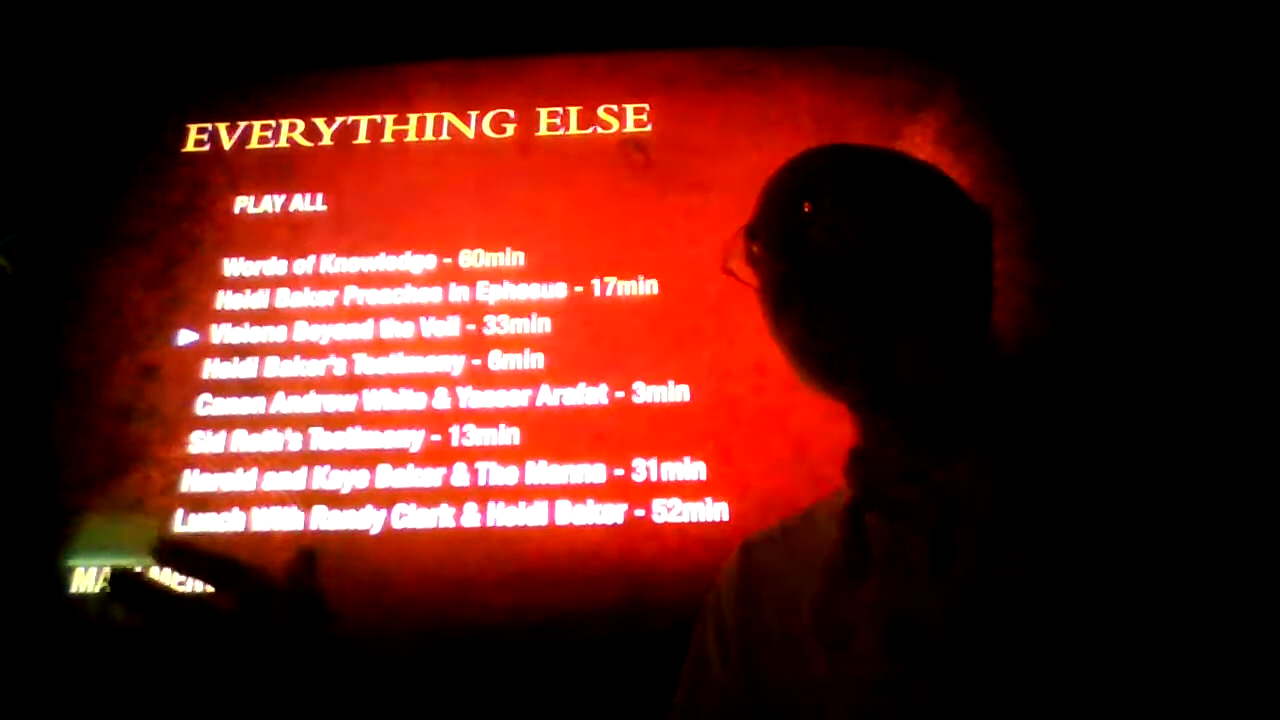 EVERYTHING ELSE
PLAY ALL
Words of Knowledge - 60min
Heidi Baker Preaches in Ephesus - 17min
Visions Beyond the Veil - 33min
Heidi Baker's Testimony - 6min
Canon Andrew White & Yasser Arafat - 3min
Sid Roth's Testimony - 13min
Harold and Kaye Baker & The Manna - 31min
Lunch With Randy Clark & Heidi Baker - 52min